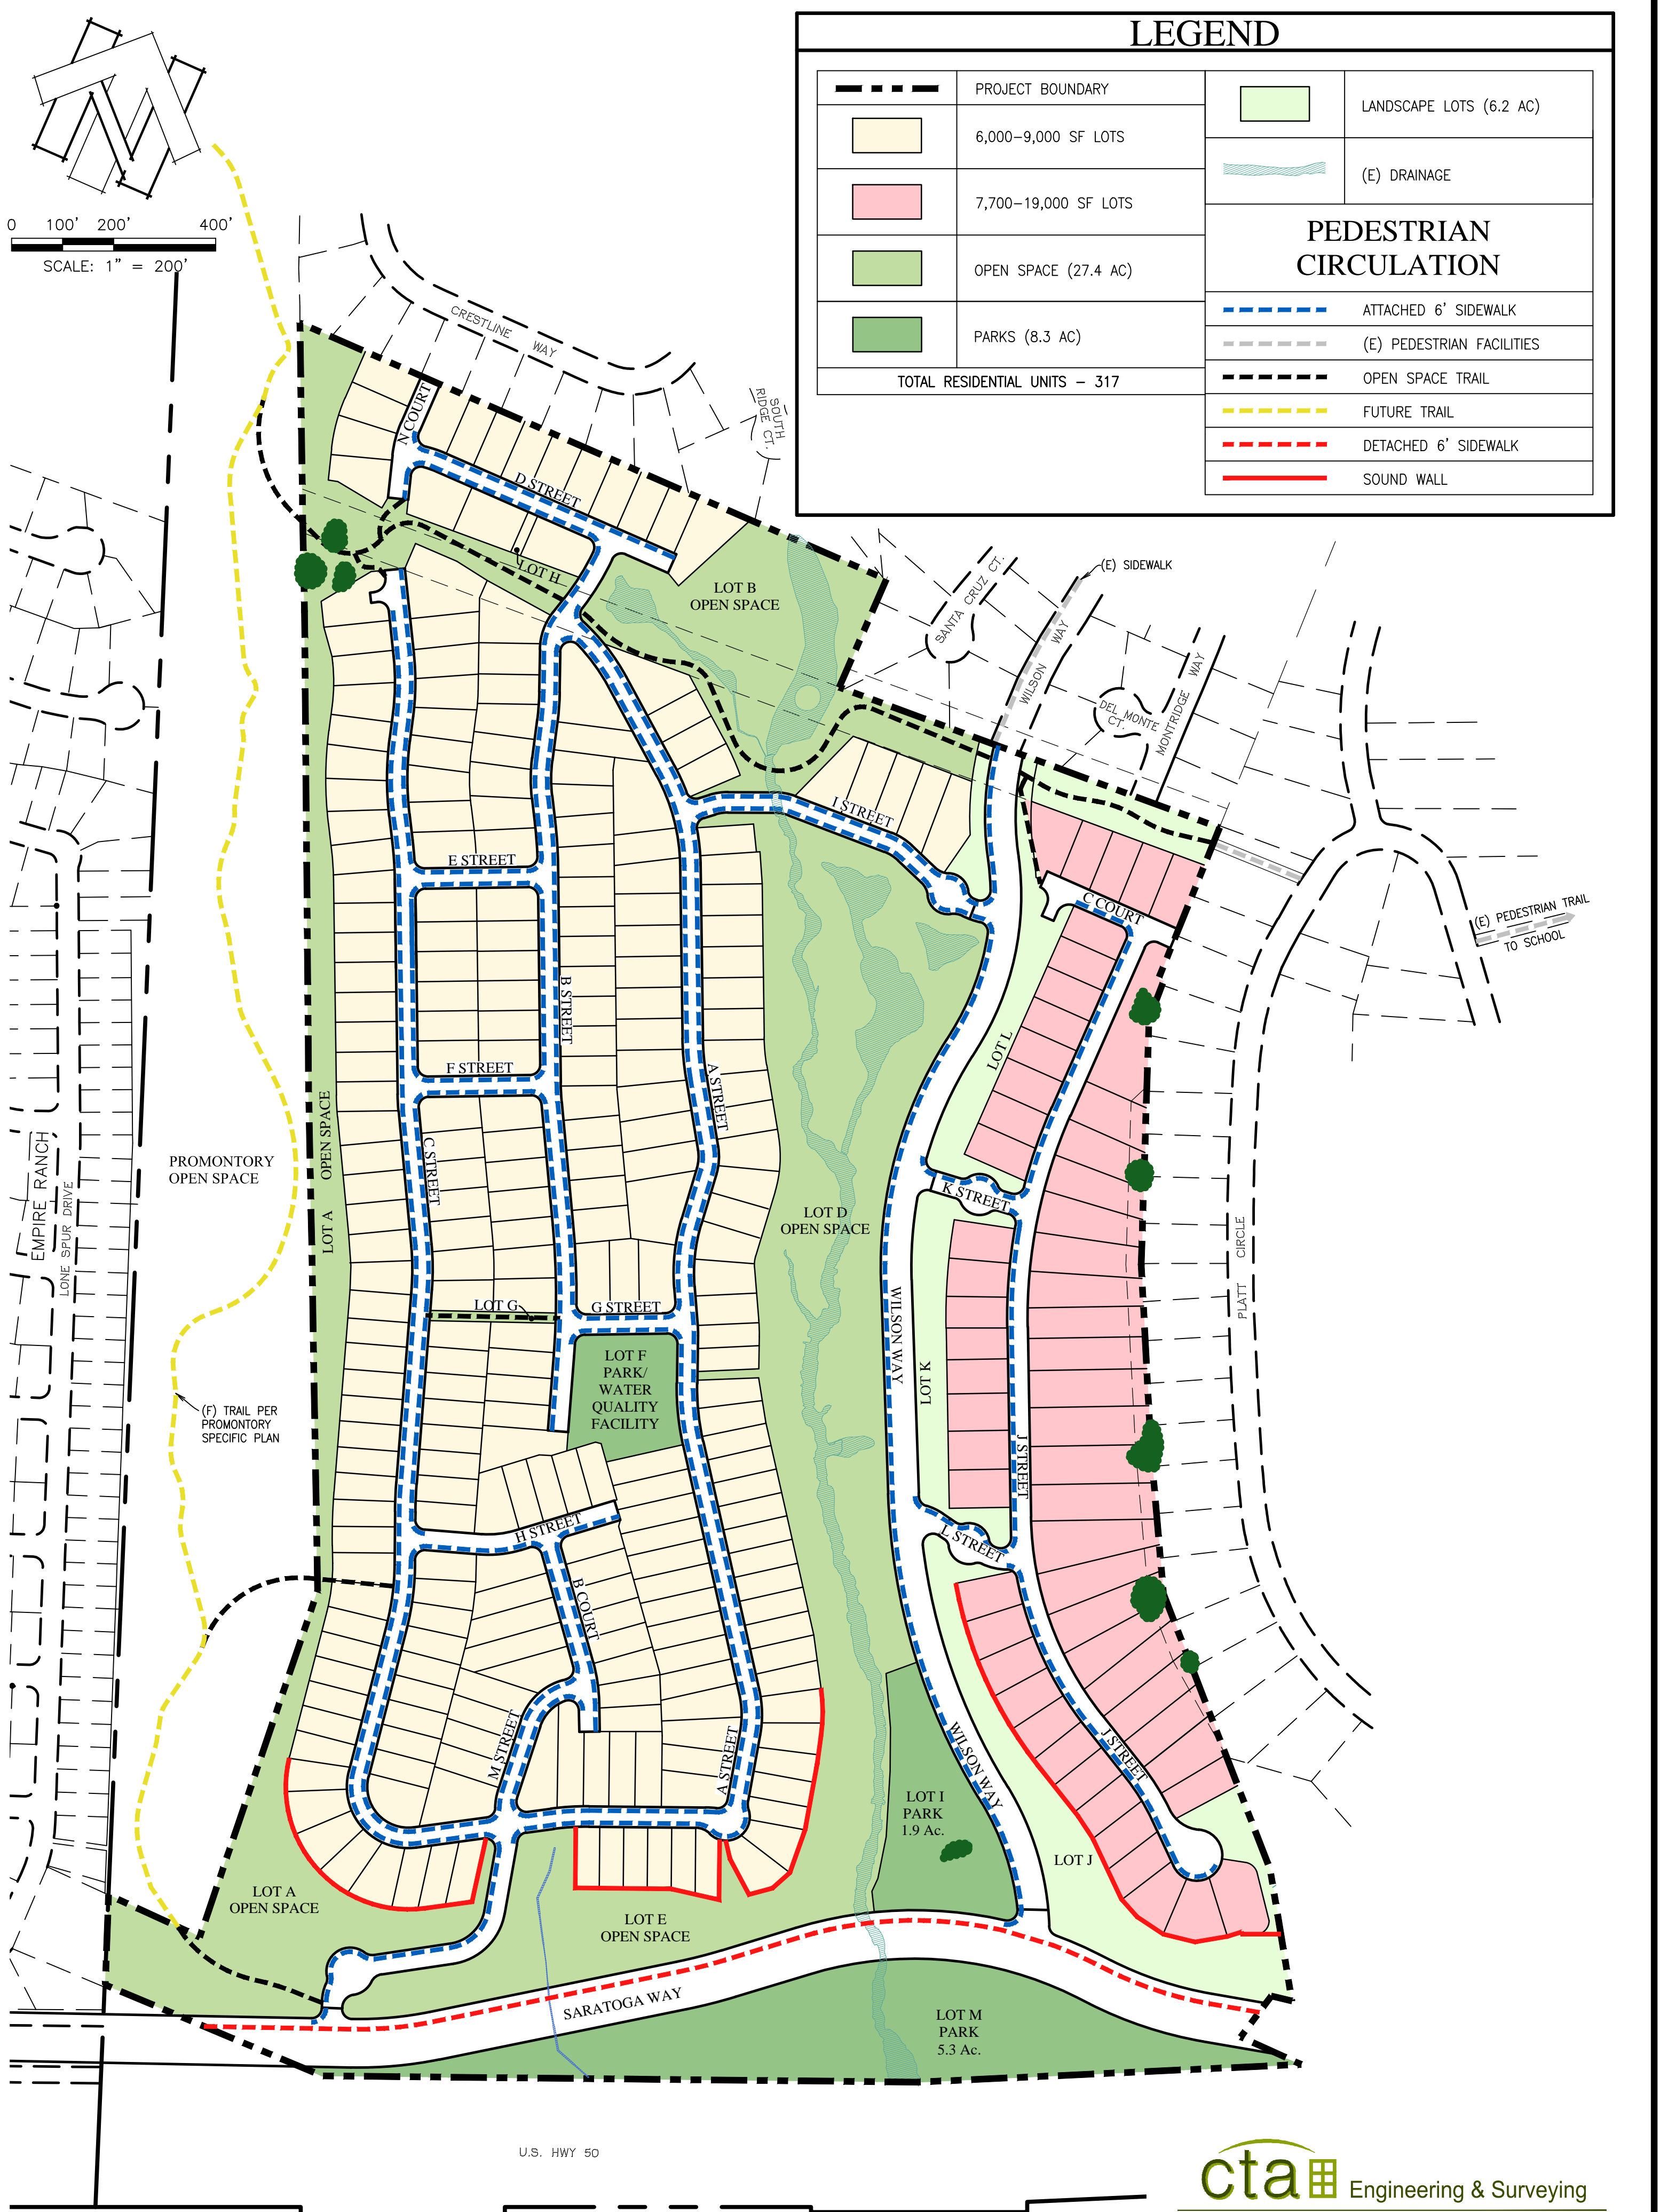 LEGEND
PROJECT BOUNDARY
6,000–9,000 SF LOTS
7,700–19,000 SF LOTS
OPEN SPACE (27.4 AC)
PARKS (8.3 AC)
TOTAL RESIDENTIAL UNITS – 317
LANDSCAPE LOTS (6.2 AC)
(E) DRAINAGE
PEDESTRIAN
CIRCULATION
ATTACHED 6' SIDEWALK
(E) PEDESTRIAN FACILITIES
OPEN SPACE TRAIL
FUTURE TRAIL
DETACHED 6' SIDEWALK
SOUND WALL
0 100' 200' 400'
SCALE: 1" = 200'
CRESTLINE WAY
SOUTH
RIDGE CT.
N COURT
D STREET
LOT H
LOT B
OPEN SPACE
SANTA CRUZ CT.
(E) SIDEWALK
WILSON WAY
DEL MONTE
CT.
MONTRIDGE WAY
I STREET
E STREET
C COURT
(E) PEDESTRIAN TRAIL
TO SCHOOL
B STREET
F STREET
A STREET
LOT L
C STREET
LOT A OPEN SPACE
PROMONTORY
OPEN SPACE
EMPIRE RANCH
LONE SPUR DRIVE
K STREET
LOT D
OPEN SPACE
PLATT CIRCLE
LOT G
G STREET
WILSON WAY
LOT K
LOT F
PARK/
WATER
QUALITY
FACILITY
(F) TRAIL PER
PROMONTORY
SPECIFIC PLAN
J STREET
H STREET
L STREET
B COURT
M STREET
A STREET
WILSON WAY
J STREET
LOT I
PARK
1.9 Ac.
LOT J
LOT A
OPEN SPACE
LOT E
OPEN SPACE
SARATOGA WAY
LOT M
PARK
5.3 Ac.
U.S. HWY 50
cta Engineering & Surveying